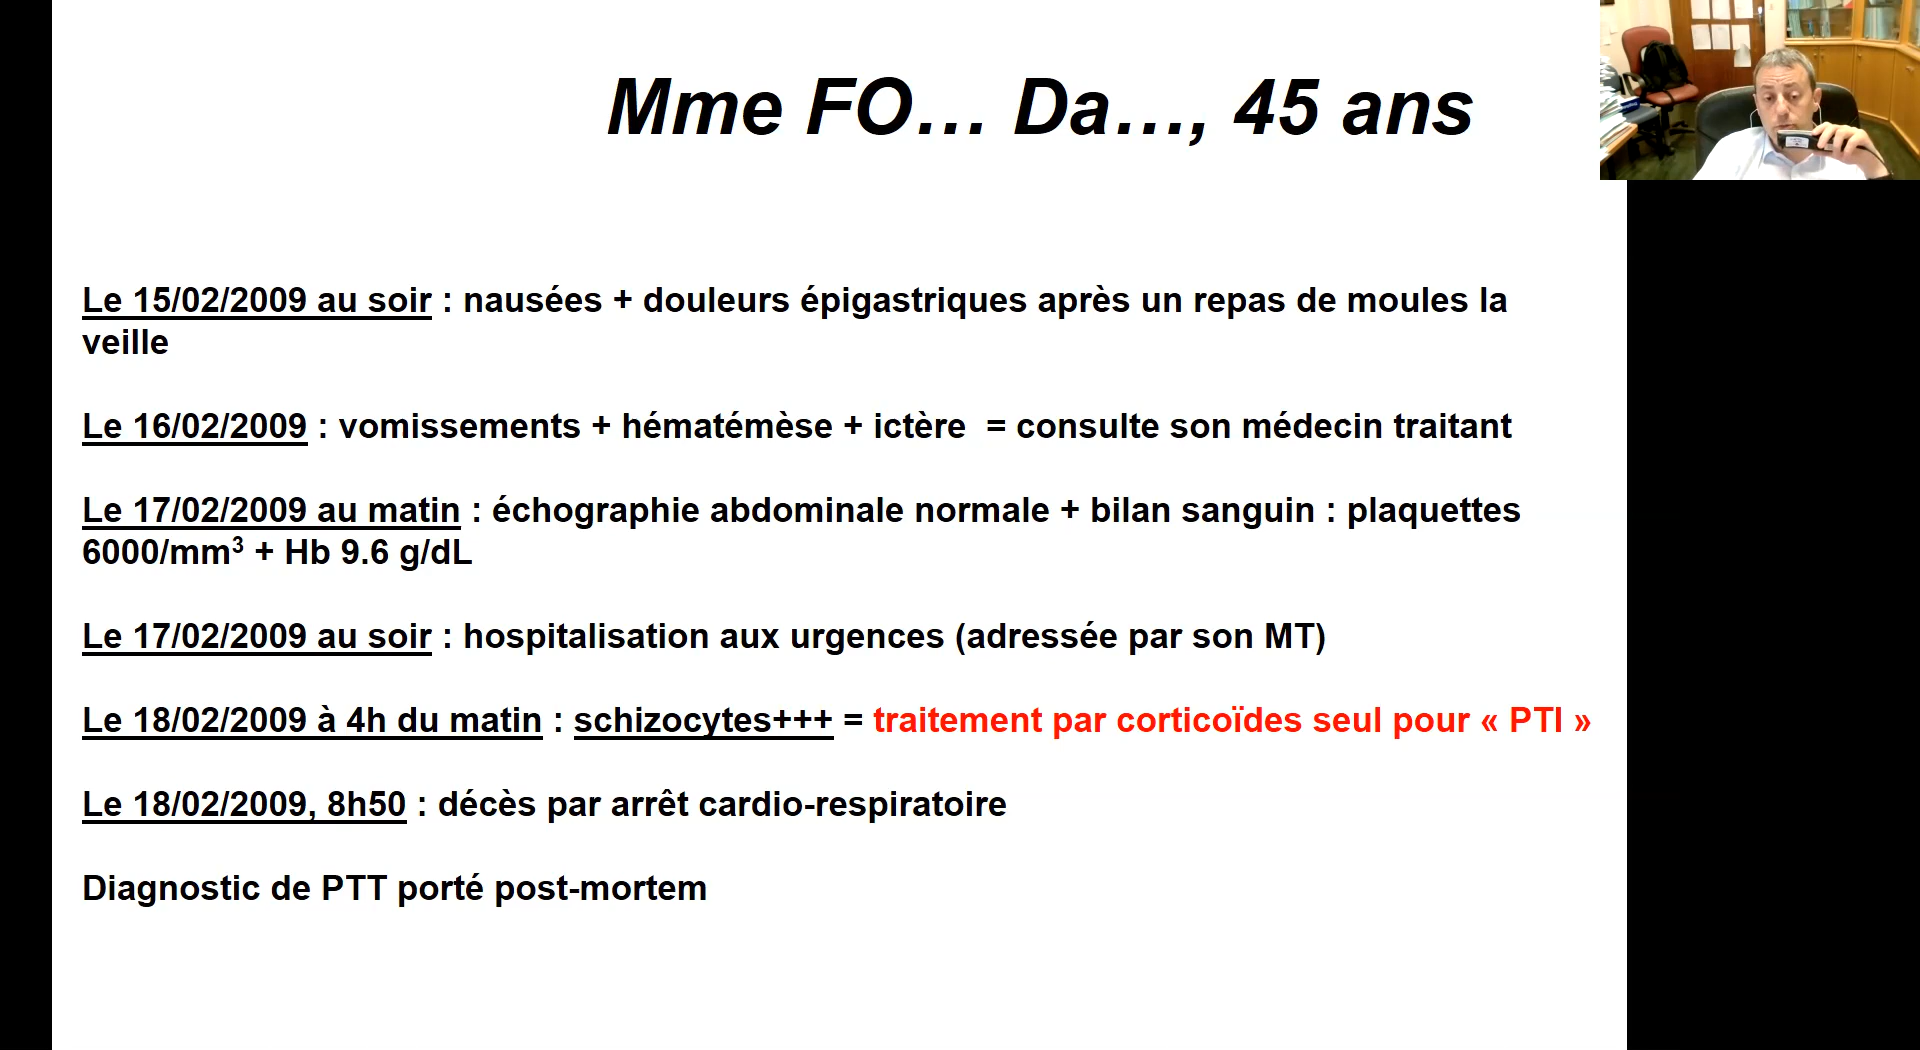 Mme FO… Da…, 45 ans
Le 15/02/2009 au soir : nausées + douleurs épigastriques après un repas de moules la
veille
Le 16/02/2009 : vomissements + hématémèse + ictère = consulte son médecin traitant
Le 17/02/2009 au matin : échographie abdominale normale + bilan sanguin : plaquettes
6000/mm³ + Hb 9.6 g/dL
Le 17/02/2009 au soir : hospitalisation aux urgences (adressée par son MT)
Le 18/02/2009 à 4h du matin : schizocytes+++ = traitement par corticoïdes seul pour « PTI »
Le 18/02/2009, 8h50 : décès par arrêt cardio-respiratoire
Diagnostic de PTT porté post-mortem